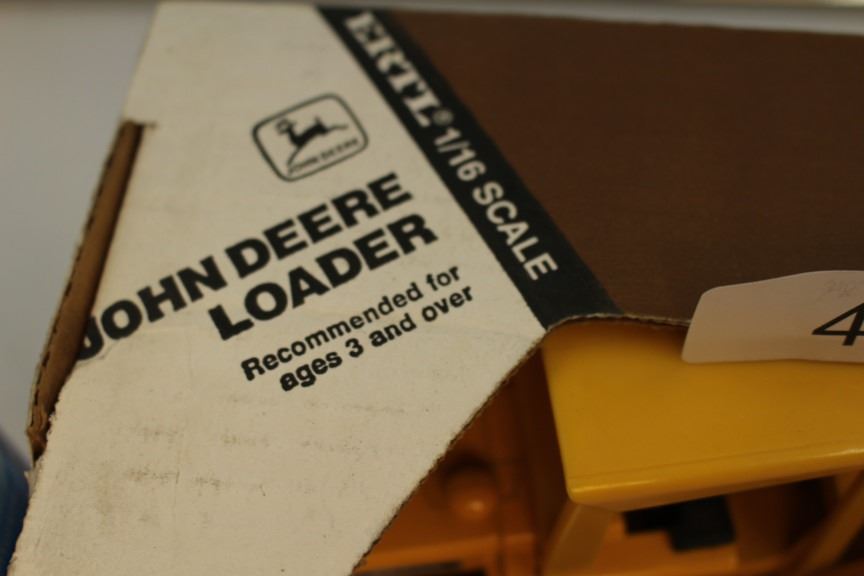 ERTL® 1/16 SCALE
JOHN DEERE
JOHN DEERE
LOADER
Recommended for
ages 3 and over
4